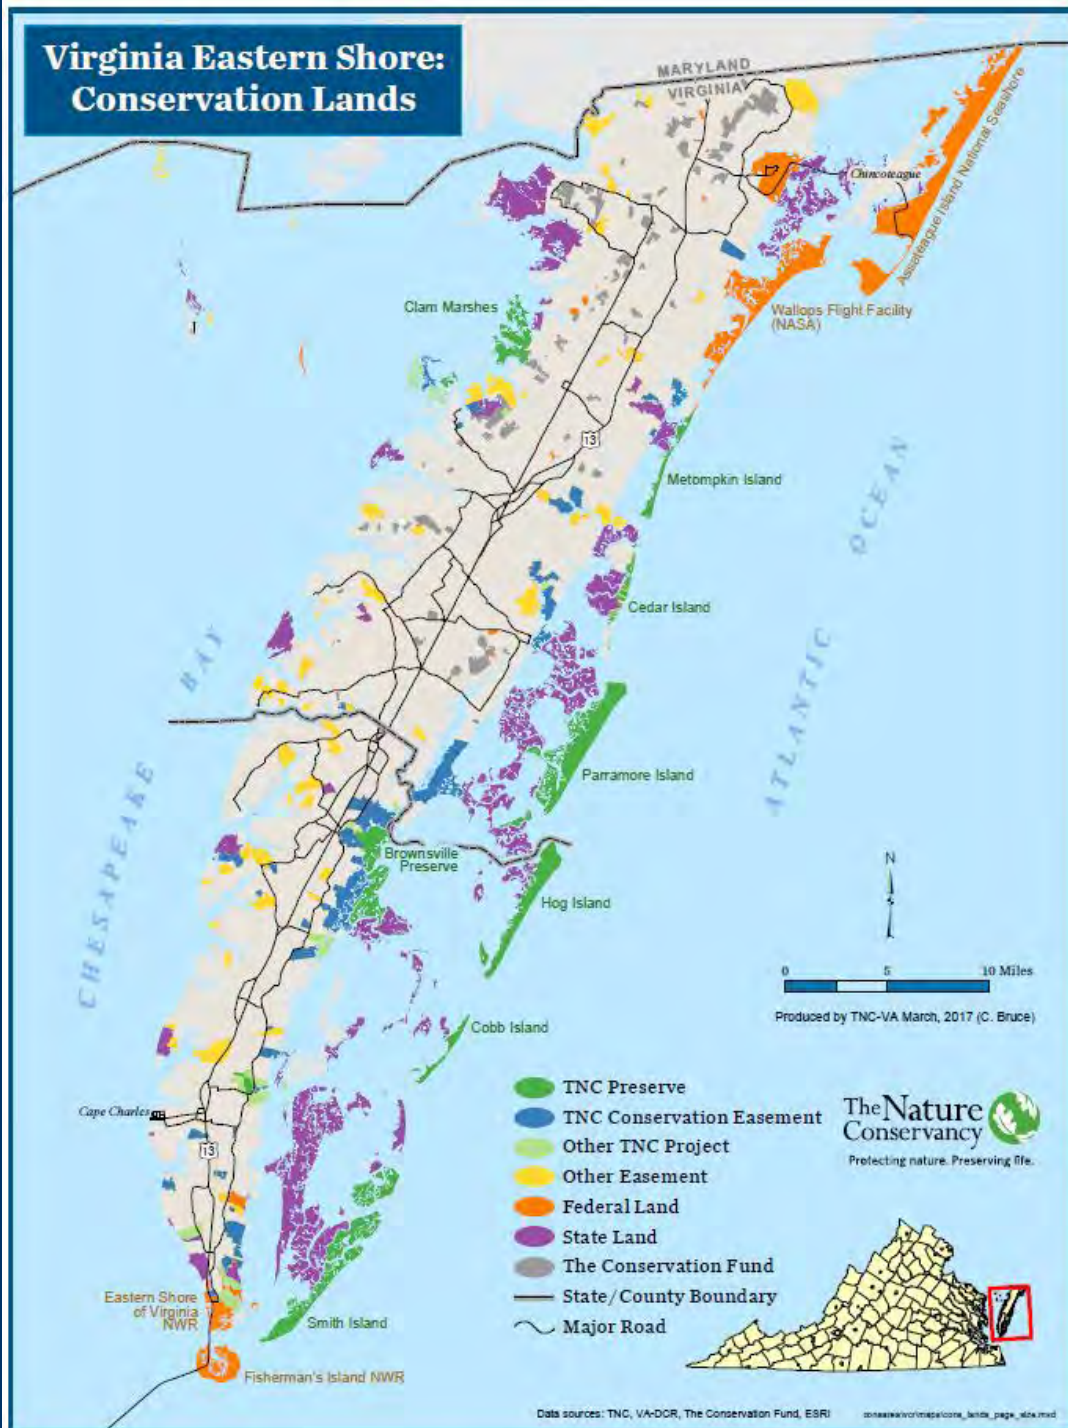 Virginia Eastern Shore:
Conservation Lands
MARYLAND
VIRGINIA
Chincoteague
Assateague Island National Seashore
Clam Marshes
Wallops Flight Facility
(NASA)
13
Metompkin Island
ATLANTIC OCEAN
Cedar Island
CHESAPEAKE BAY
Parramore Island
Brownsville
Preserve
Hog Island
N
0 5 10 Miles
Produced by TNC-VA March, 2017 (C. Bruce)
Cobb Island
Cape Charles
13
TNC Preserve
TNC Conservation Easement
Other TNC Project
Other Easement
Federal Land
State Land
The Conservation Fund
State/County Boundary
Major Road
The Nature
Conservancy
Protecting nature. Preserving life.
Eastern Shore
of Virginia
NWR
Smith Island
Fisherman's Island NWR
Data sources: TNC, VA-DCR, The Conservation Fund, ESRI